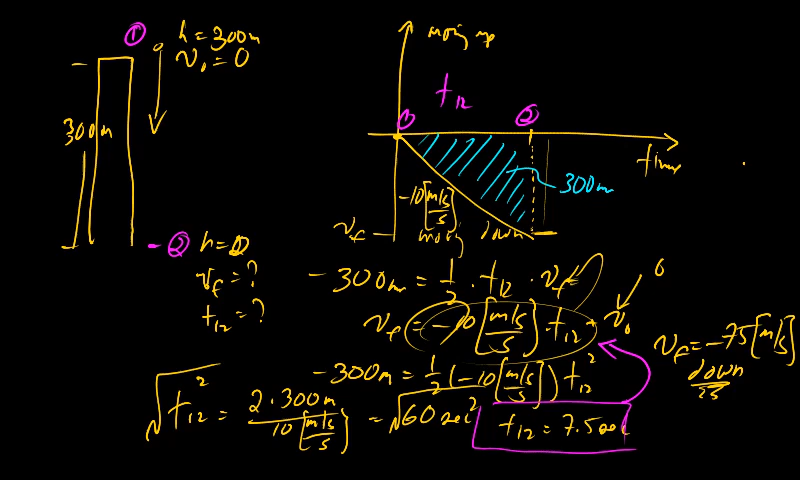 ①
h = 300m
v₀ = 0
300m
② h = 0
v_f = ?
t₁₂ = ?
moving up
t₁₂
① ②
time
300m
-10 [m/s/s]
v_f
moving down
-300m = 1/2 · t₁₂ · v_f
v_f = -10 [m/s/s] · t₁₂ + v₀
0
v_f = -75 [m/s]
down
-300m = 1/2 (-10 [m/s/s]) t₁₂²
√t₁₂² = 2·300m / 10 [m/s/s] = √60 sec²
t₁₂ = 7.5 sec